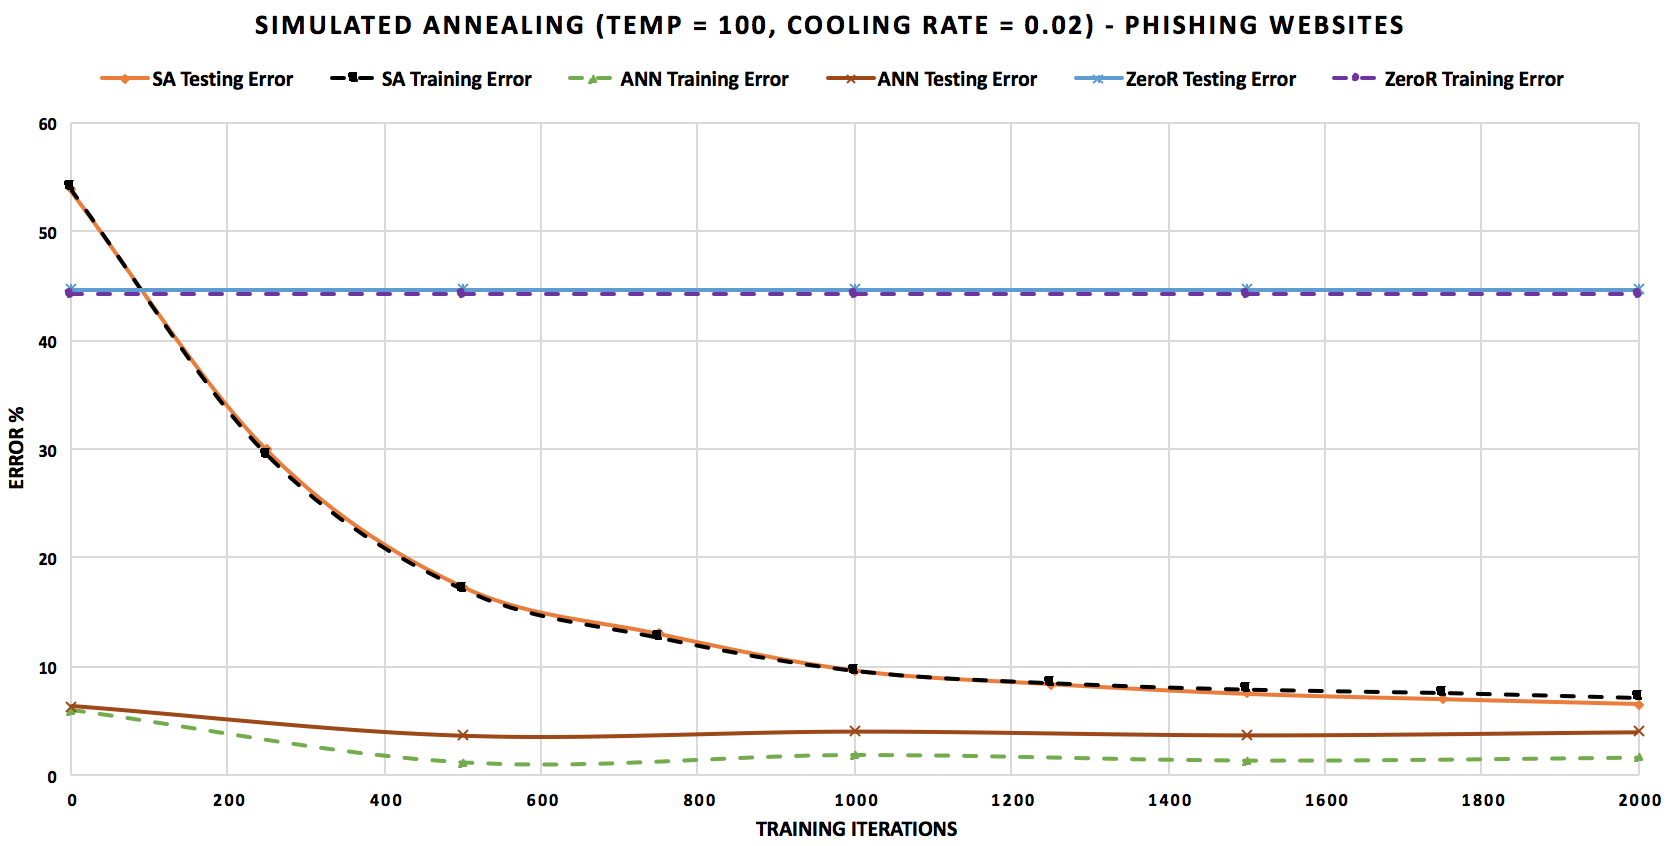 SIMULATED ANNEALING (TEMP = 100, COOLING RATE = 0.02) - PHISHING WEBSITES
SA Testing Error SA Training Error ANN Training Error ANN Testing Error ZeroR Testing Error ZeroR Training Error
60
50
40
30
20
10
0
ERROR %
0 200 400 600 800 1000 1200 1400 1600 1800 2000
TRAINING ITERATIONS